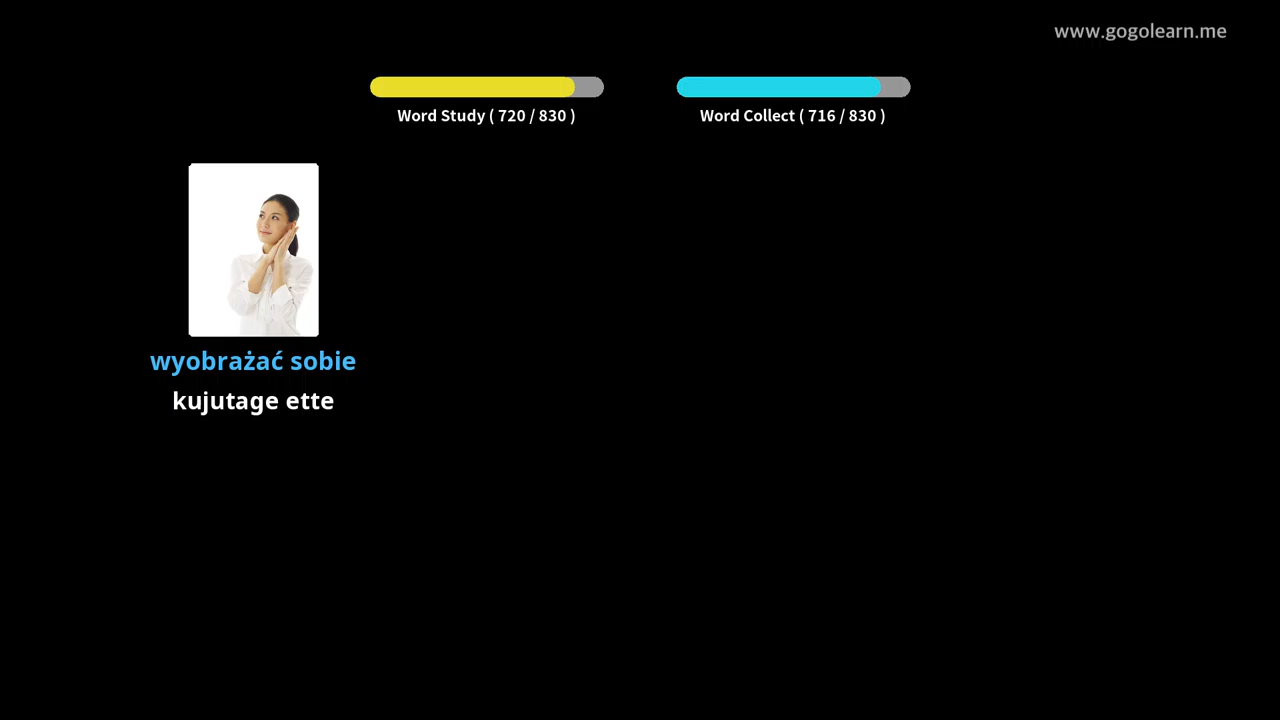 www.gogolearn.me
Word Study ( 720 / 830 )
Word Collect ( 716 / 830 )
wyobrażać sobie
kujutage ette